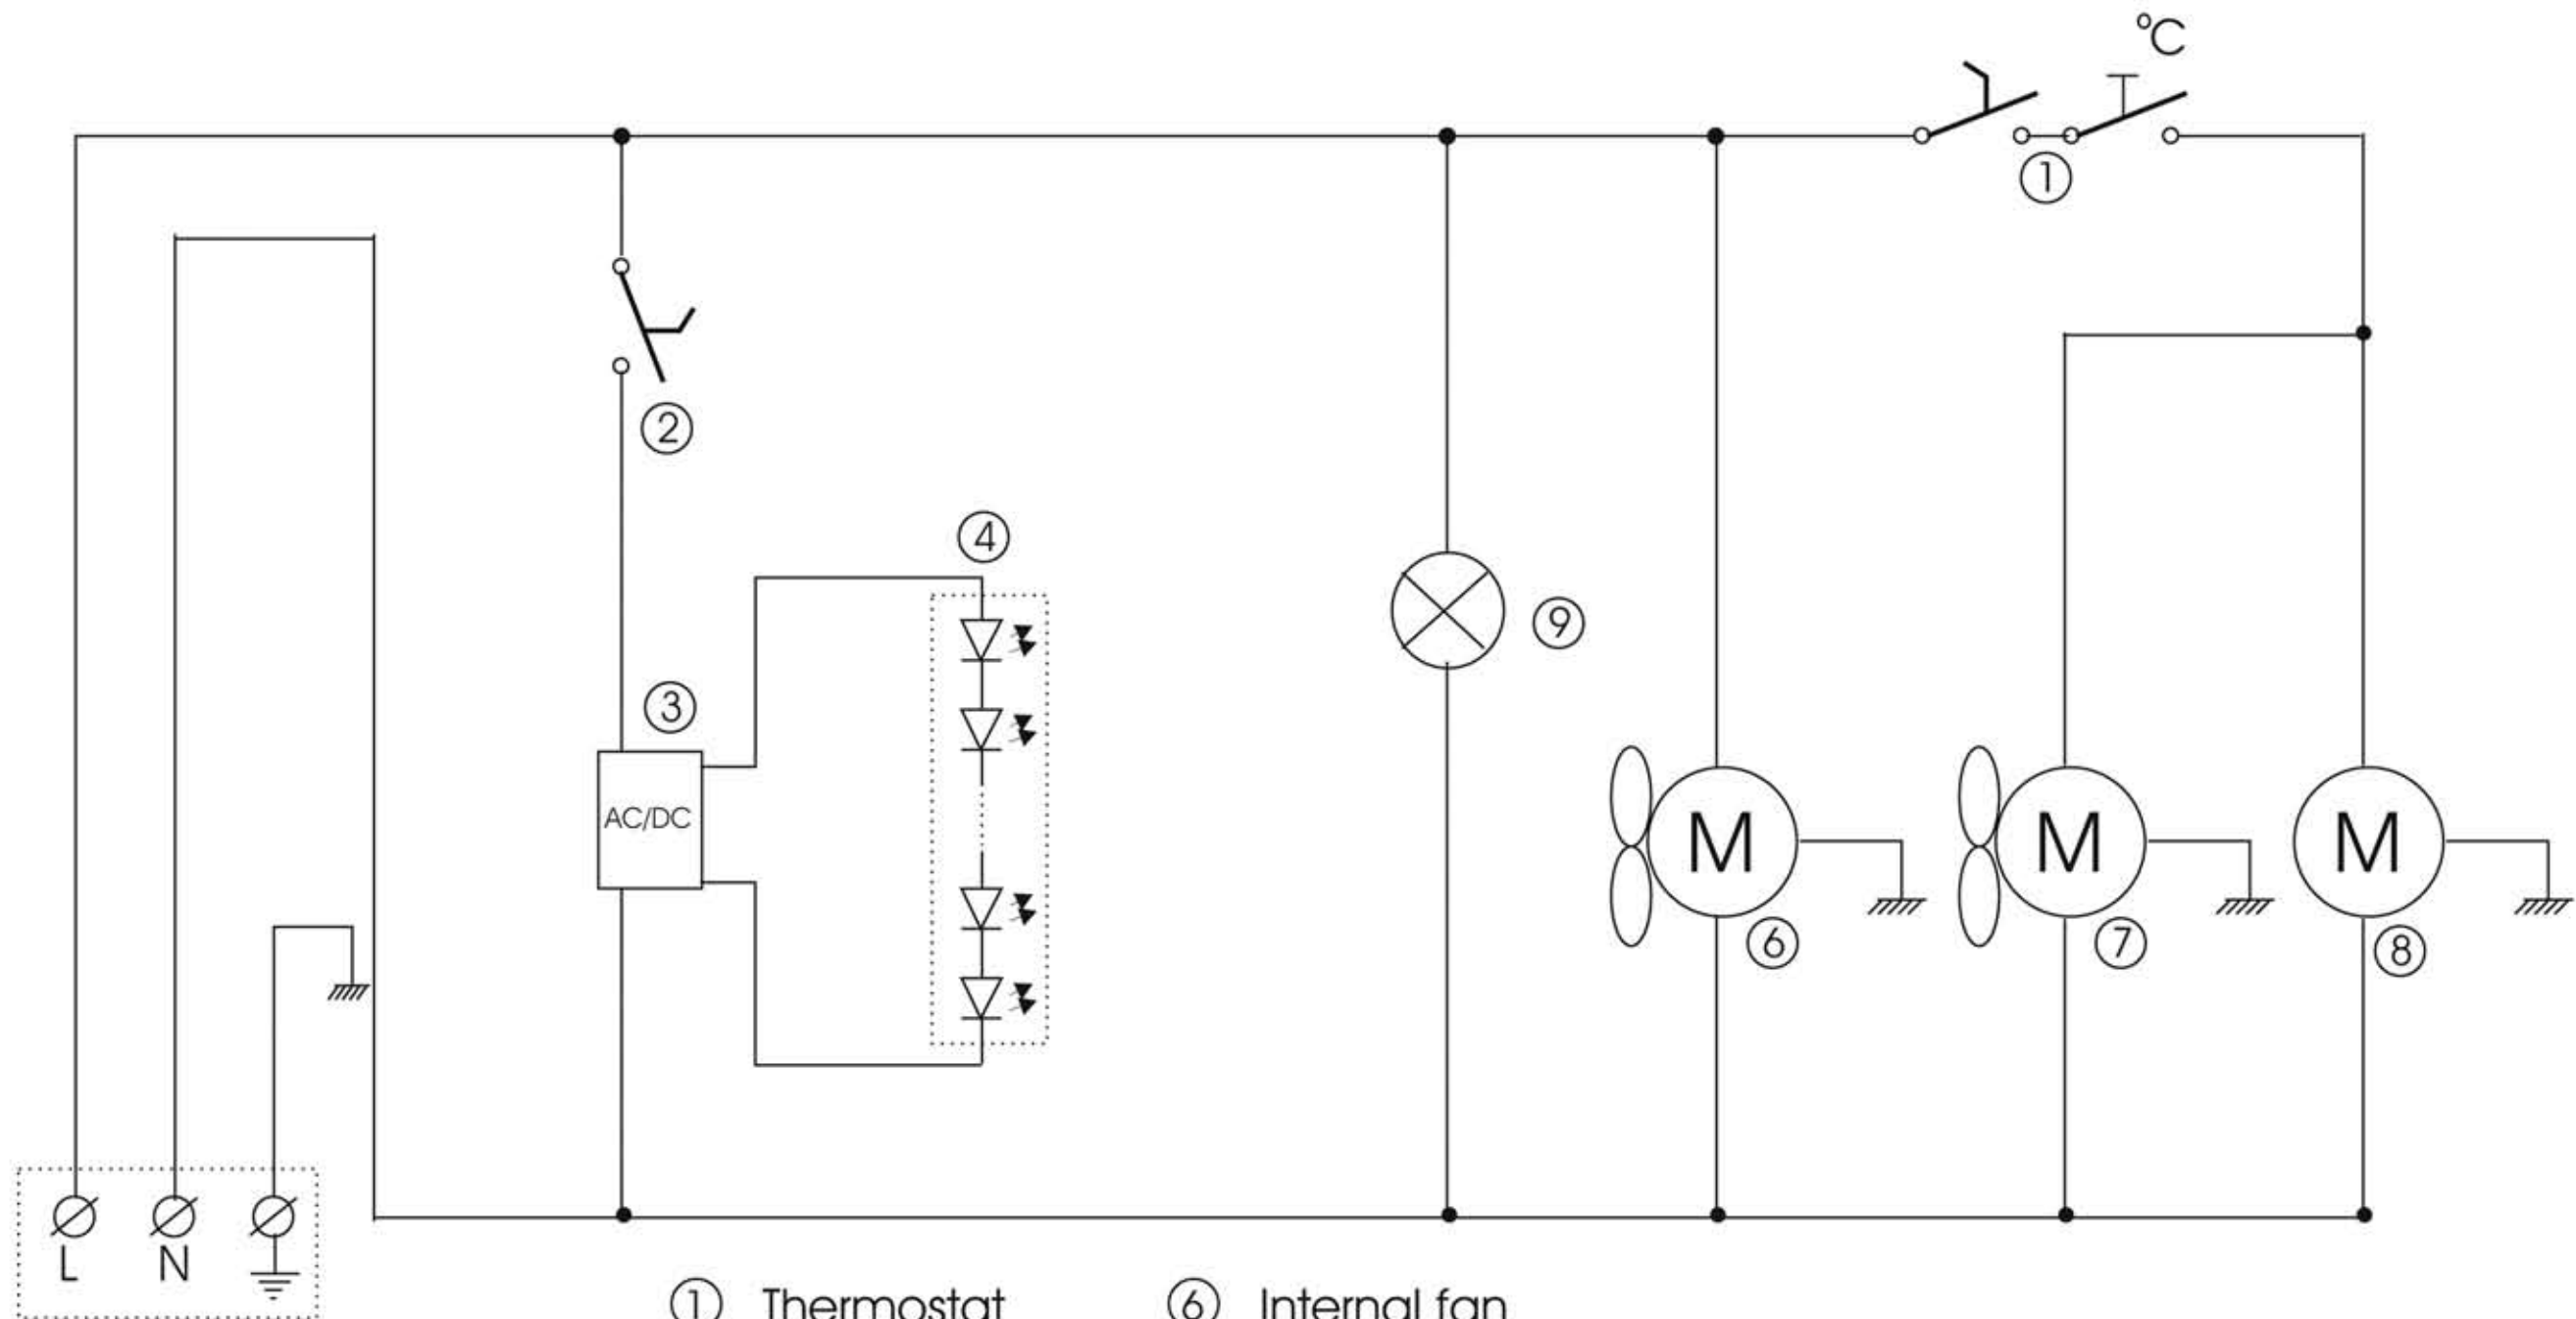 °C
①
②
④
⑨
③
AC/DC
M M M
⑥ ⑦ ⑧
L N
① Thermostat ⑥ Internal fan